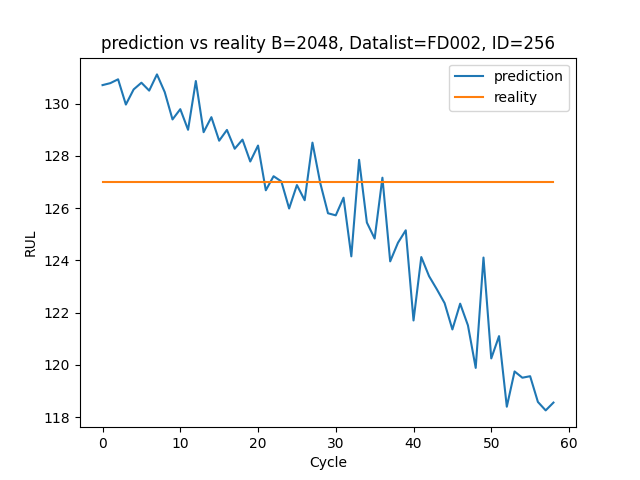 prediction vs reality B=2048, Datalist=FD002, ID=256
prediction
reality
130
128
126
124
122
120
118
RUL
0 10 20 30 40 50 60
Cycle